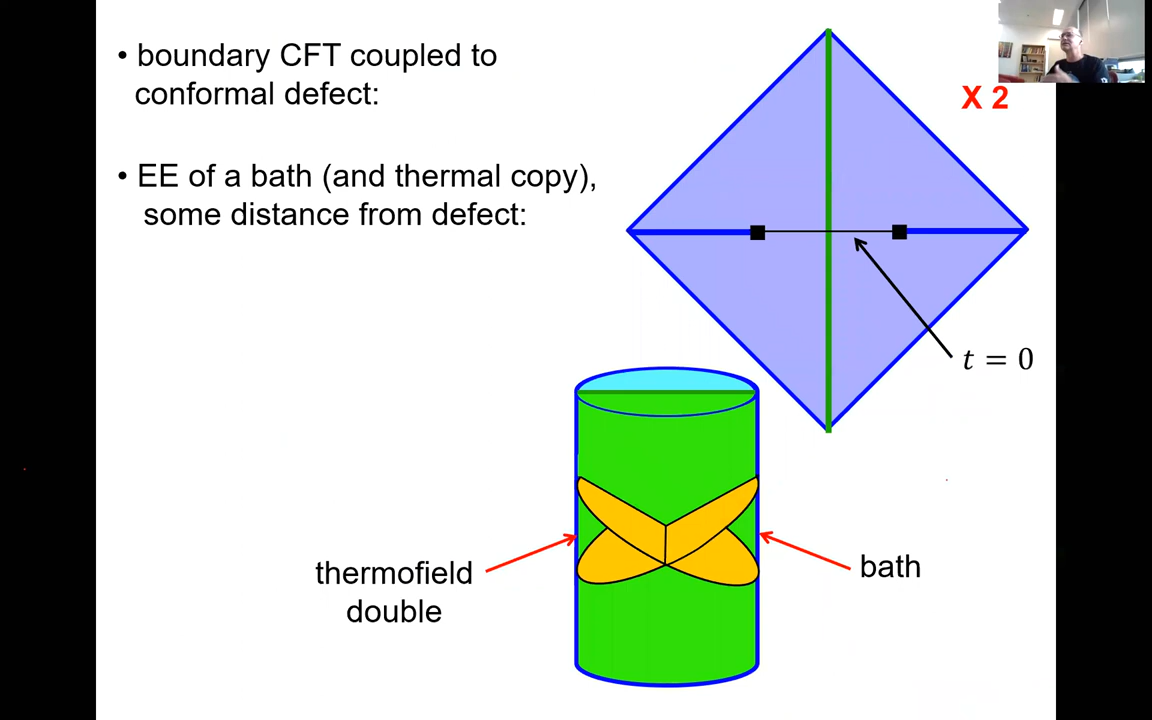 • boundary CFT coupled to
conformal defect:
X 2
• EE of a bath (and thermal copy),
some distance from defect:
t = 0
thermofield
double
bath